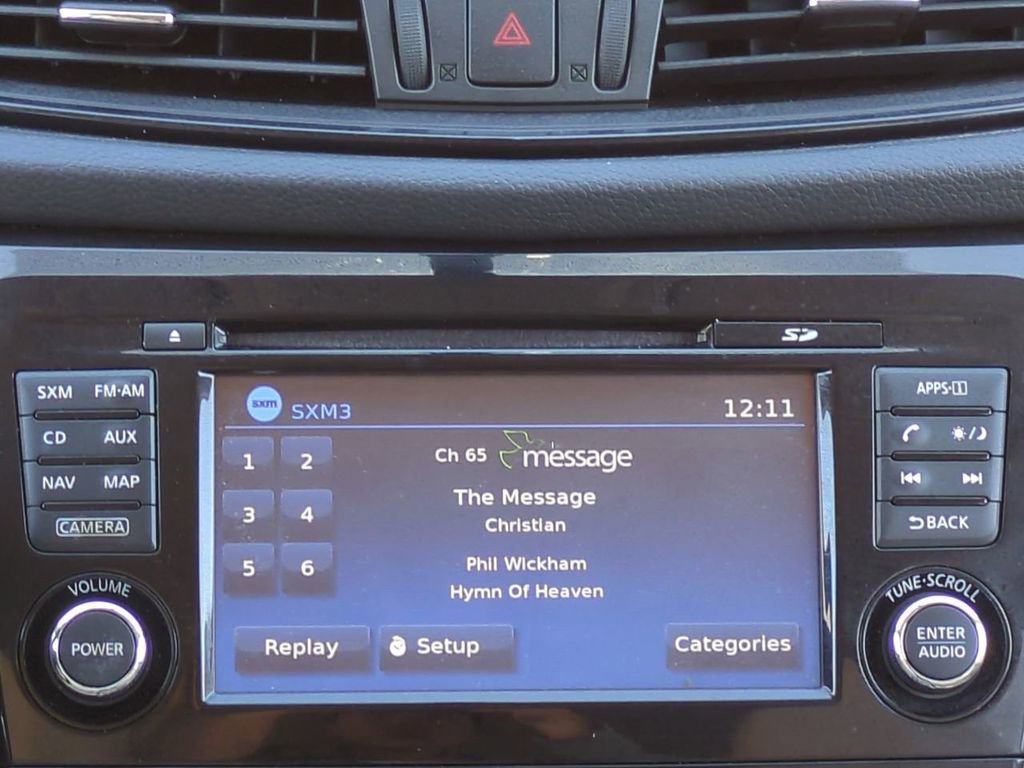 SD
SXM FM·AM
CD AUX
NAV MAP
CAMERA
VOLUME
POWER
sxm SXM3 12:11
1 2
3 4
5 6
Ch 65 message
The Message
Christian
Phil Wickham
Hymn Of Heaven
Replay Setup Categories
APPS·1
BACK
TUNE·SCROLL
ENTER
AUDIO